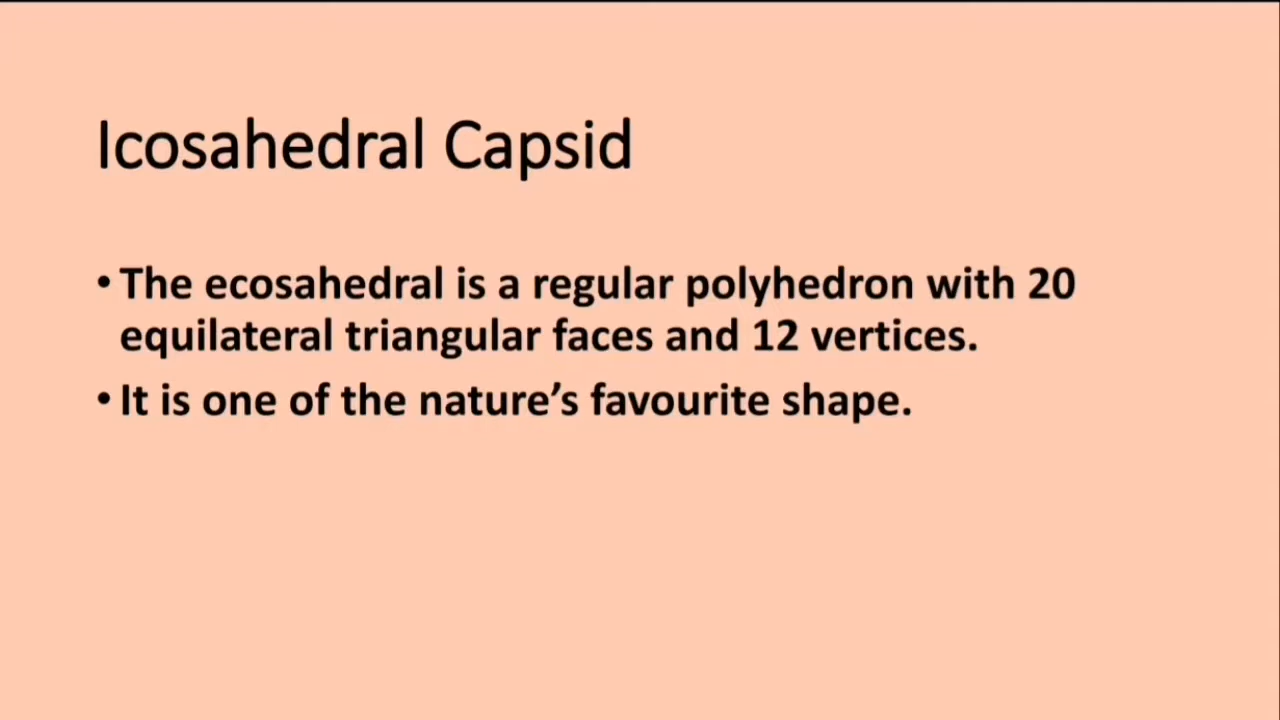 Icosahedral Capsid
• The ecosahedral is a regular polyhedron with 20
equilateral triangular faces and 12 vertices.
• It is one of the nature’s favourite shape.